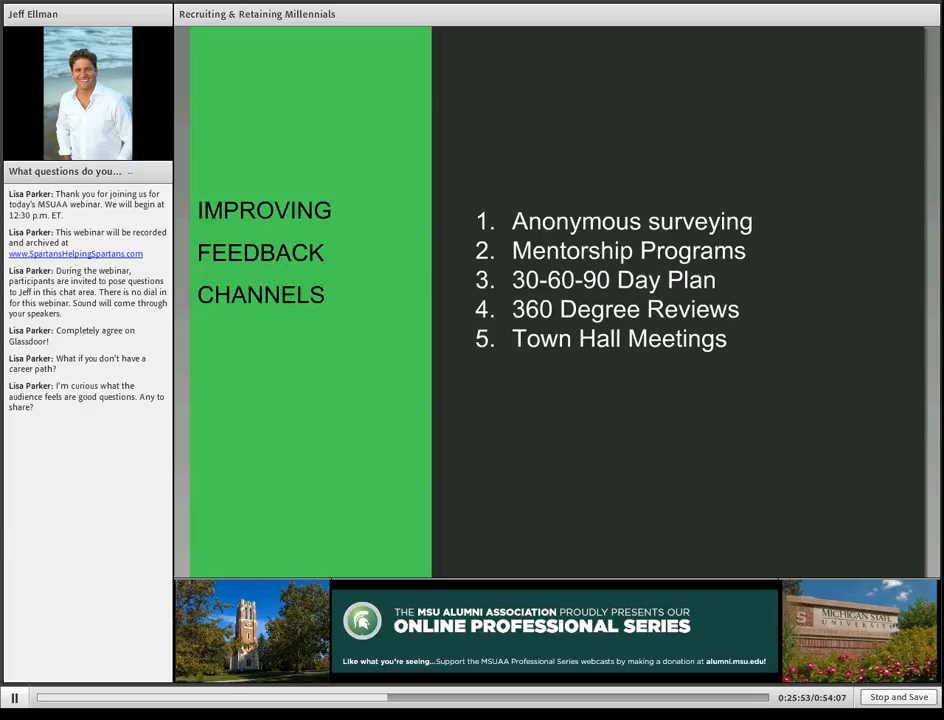 Jeff Ellman
Recruiting & Retaining Millennials
What questions do you... ..
Lisa Parker: Thank you for joining us for
today's MSUAA webinar. We will begin at
12:30 p.m. ET.
Lisa Parker: This webinar will be recorded
and archived at
www.SpartansHelpingSpartans.com
Lisa Parker: During the webinar,
participants are invited to pose questions
to Jeff in this chat area. There is no dial in
for this webinar. Sound will come through
your speakers.
Lisa Parker: Completely agree on
Glassdoor!
Lisa Parker: What if you don't have a
career path?
Lisa Parker: I'm curious what the
audience feels are good questions. Any to
share?
IMPROVING
FEEDBACK
CHANNELS
1. Anonymous surveying
2. Mentorship Programs
3. 30-60-90 Day Plan
4. 360 Degree Reviews
5. Town Hall Meetings
THE MSU ALUMNI ASSOCIATION PROUDLY PRESENTS OUR
ONLINE PROFESSIONAL SERIES
Like what you're seeing...Support the MSUAA Professional Series webcasts by making a donation at alumni.msu.edu!
MICHIGAN STATE
UNIVERSITY
0:25:53/0:54:07
Stop and Save